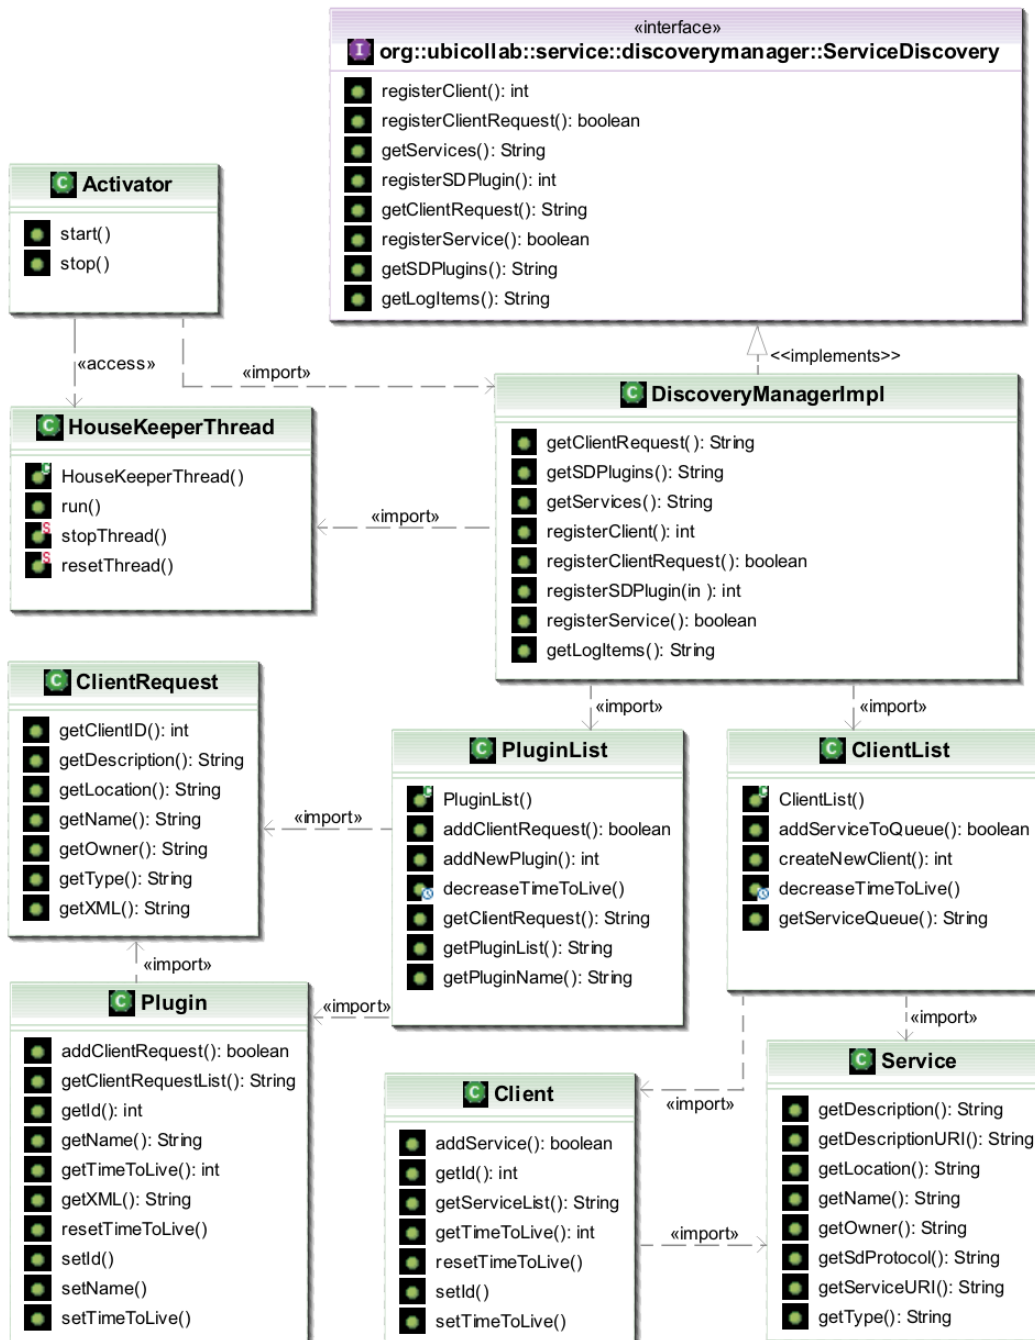 «interface»
I org::ubicollab::service::discoverymanager::ServiceDiscovery
registerClient(): int
registerClientRequest(): boolean
getServices(): String
registerSDPlugin(): int
getClientRequest(): String
registerService(): boolean
getSDPlugins(): String
getLogItems(): String
C Activator
start()
stop()
«access»
«import»
<<implements>>
C HouseKeeperThread
C HouseKeeperThread()
run()
S stopThread()
S resetThread()
«import»
C DiscoveryManagerImpl
getClientRequest(): String
getSDPlugins(): String
getServices(): String
registerClient(): int
registerClientRequest(): boolean
registerSDPlugin(in ): int
registerService(): boolean
getLogItems(): String
«import»
«import»
C ClientRequest
getClientID(): int
getDescription(): String
getLocation(): String
getName(): String
getOwner(): String
getType(): String
getXML(): String
«import»
C PluginList
C PluginList()
addClientRequest(): boolean
addNewPlugin(): int
decreaseTimeToLive()
getClientRequest(): String
getPluginList(): String
getPluginName(): String
C ClientList
C ClientList()
addServiceToQueue(): boolean
createNewClient(): int
decreaseTimeToLive()
getServiceQueue(): String
«import»
«import»
«import»
«import»
C Plugin
addClientRequest(): boolean
getClientRequestList(): String
getId(): int
getName(): String
getTimeToLive(): int
getXML(): String
resetTimeToLive()
setId()
setName()
setTimeToLive()
C Client
addService(): boolean
getId(): int
getServiceList(): String
getTimeToLive(): int
resetTimeToLive()
setId()
setTimeToLive()
«import»
C Service
getDescription(): String
getDescriptionURI(): String
getLocation(): String
getName(): String
getOwner(): String
getSdProtocol(): String
getServiceURI(): String
getType(): String